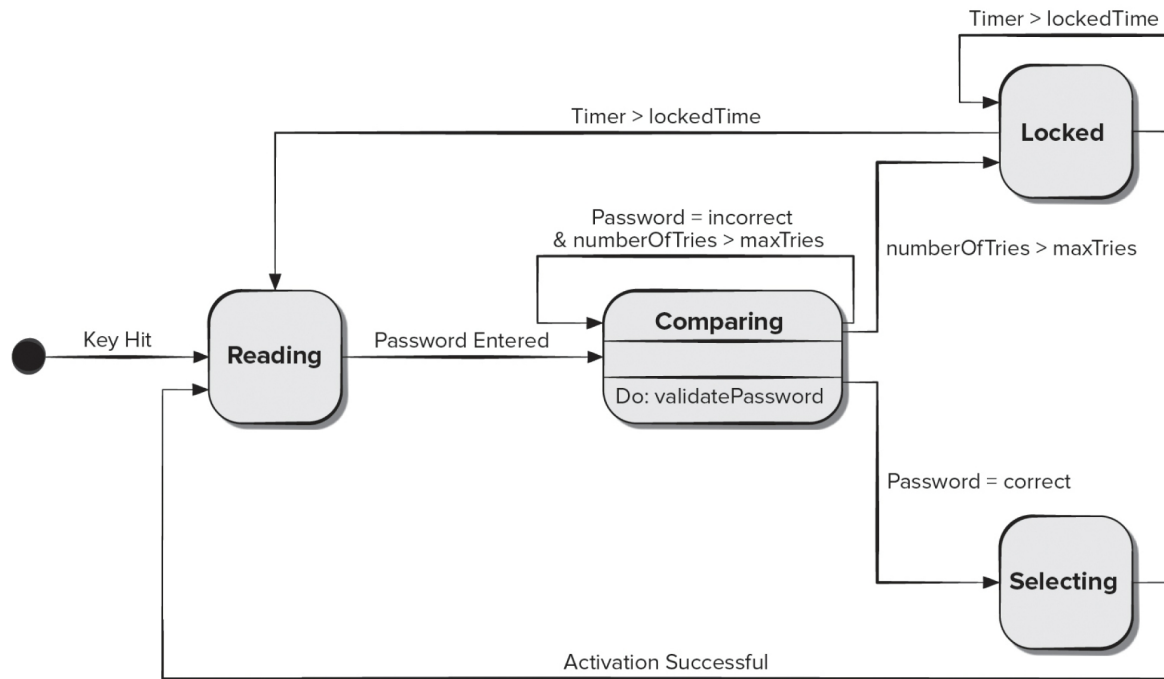 Timer > lockedTime
Locked
Timer > lockedTime
Password = incorrect
& numberOfTries > maxTries
numberOfTries > maxTries
Comparing
Key Hit
Reading
Password Entered
Do: validatePassword
Password = correct
Selecting
Activation Successful